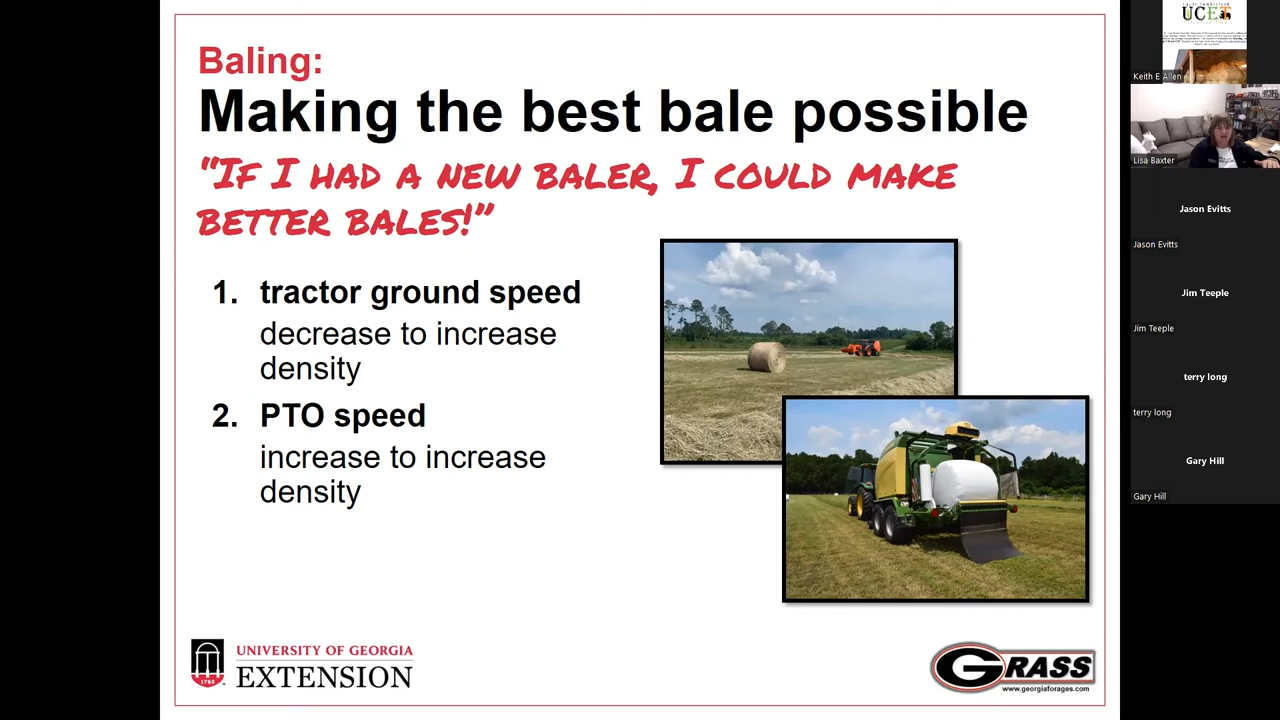 Baling:
Making the best bale possible
“If I had a new baler, I could make
better bales!”
1. tractor ground speed
decrease to increase
density
2. PTO speed
increase to increase
density
1785
UNIVERSITY OF GEORGIA
EXTENSION
GRASS
www.georgiaforages.com
UCET
Keith E Allen
Lisa Baxter
Jason Evitts
Jason Evitts
Jim Teeple
Jim Teeple
terry long
terry long
Gary Hill
Gary Hill